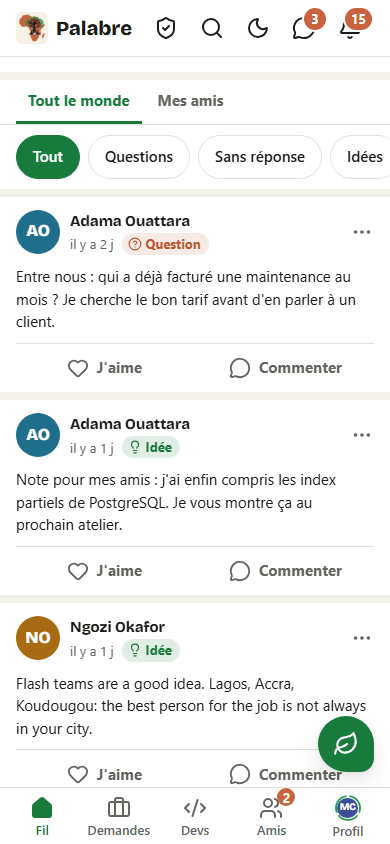 Palabre
3
15
Tout le monde
Mes amis
Tout
Questions
Sans réponse
Idées
AO
Adama Ouattara
il y a 2 j
Question
Entre nous : qui a déjà facturé une maintenance au
mois ? Je cherche le bon tarif avant d'en parler à un
client.
J'aime
Commenter
AO
Adama Ouattara
il y a 1 j
Idée
Note pour mes amis : j'ai enfin compris les index
partiels de PostgreSQL. Je vous montre ça au
prochain atelier.
J'aime
Commenter
NO
Ngozi Okafor
il y a 1 j
Idée
Flash teams are a good idea. Lagos, Accra,
Koudougou: the best person for the job is not always
in your city.
J'aime
Commenter
2
MC
Fil
Demandes
Devs
Amis
Profil